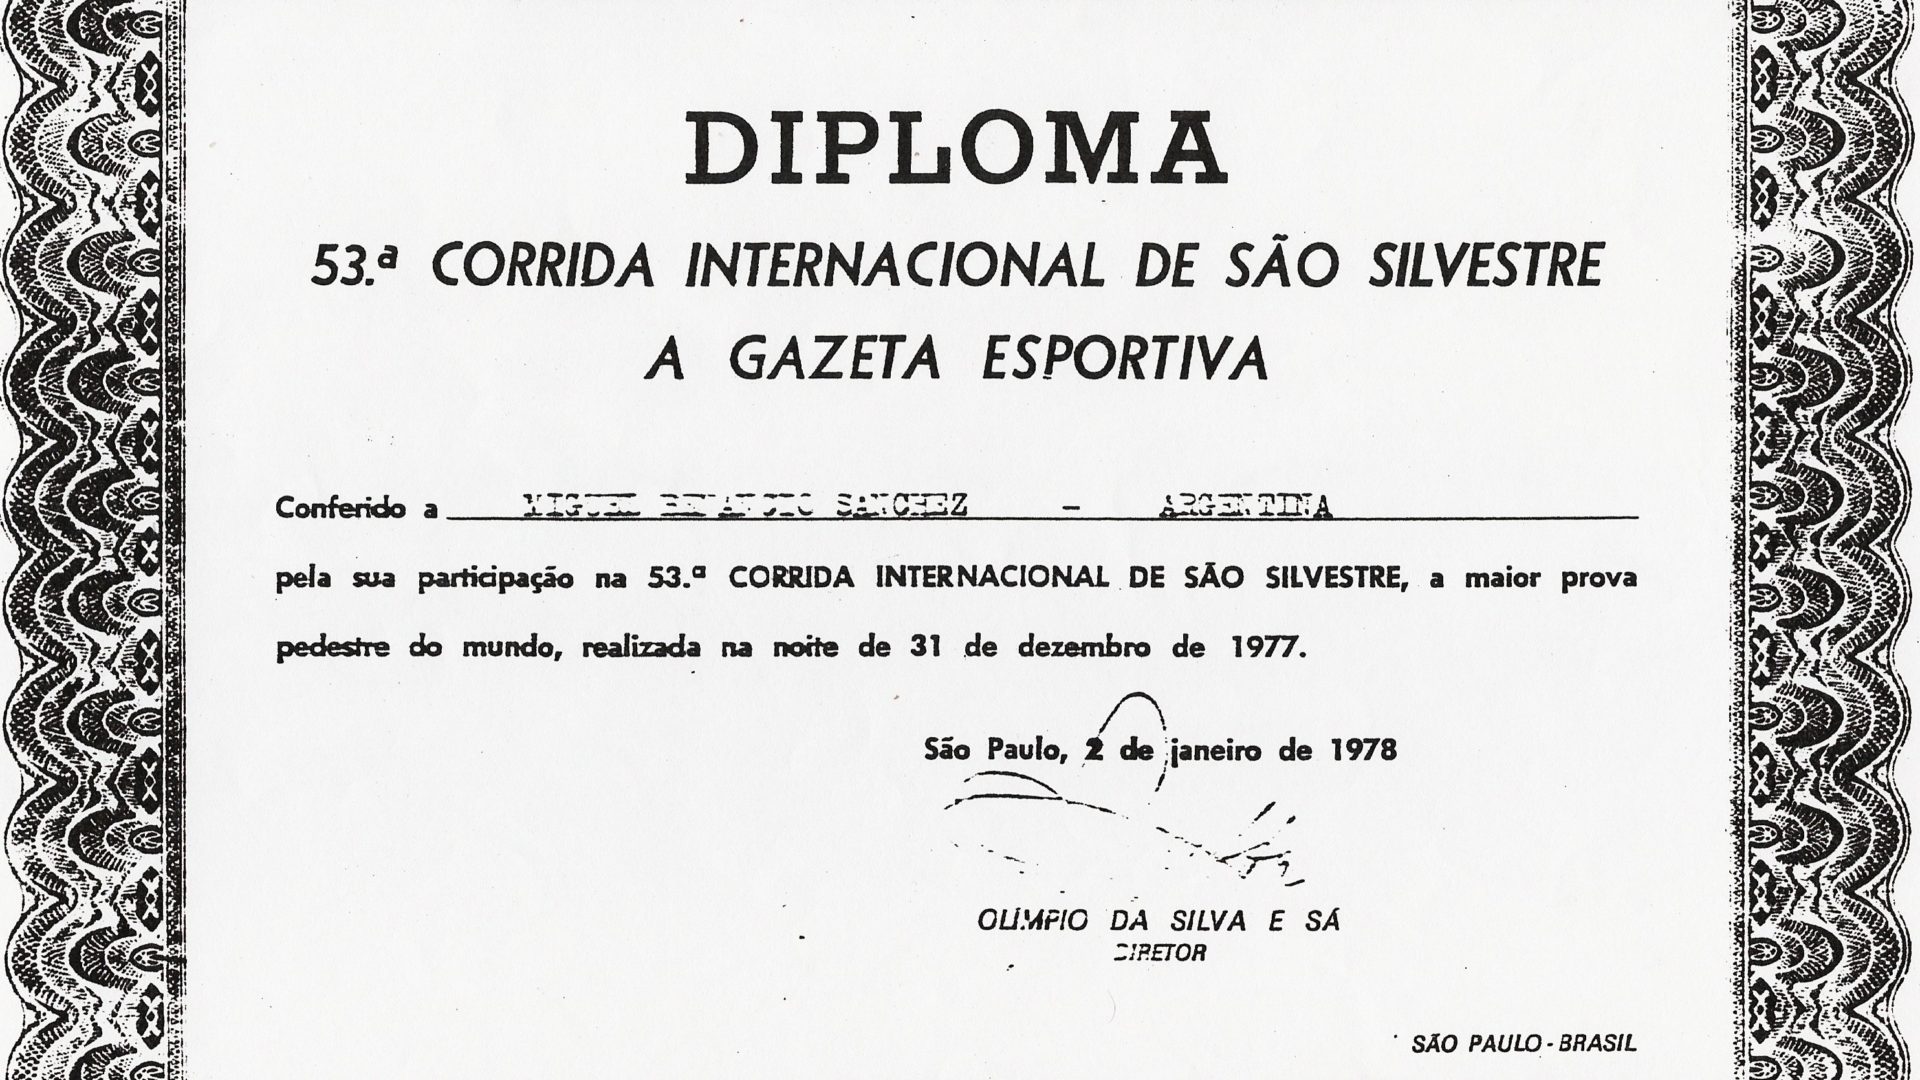 DIPLOMA
53.ª CORRIDA INTERNACIONAL DE SÃO SILVESTRE
A GAZETA ESPORTIVA
Conferido a MIGUEL SANCHEZ - ARGENTINA
pela sua participação na 53.ª CORRIDA INTERNACIONAL DE SÃO SILVESTRE, a maior prova
pedestre do mundo, realizada na noite de 31 de dezembro de 1977.
São Paulo, 2 de janeiro de 1978
OLÍMPIO DA SILVA E SÁ
DIRETOR
SÃO PAULO - BRASIL